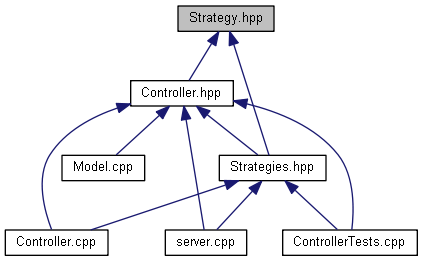 Strategy.hpp
Controller.hpp
Model.cpp
Strategies.hpp
Controller.cpp
server.cpp
ControllerTests.cpp